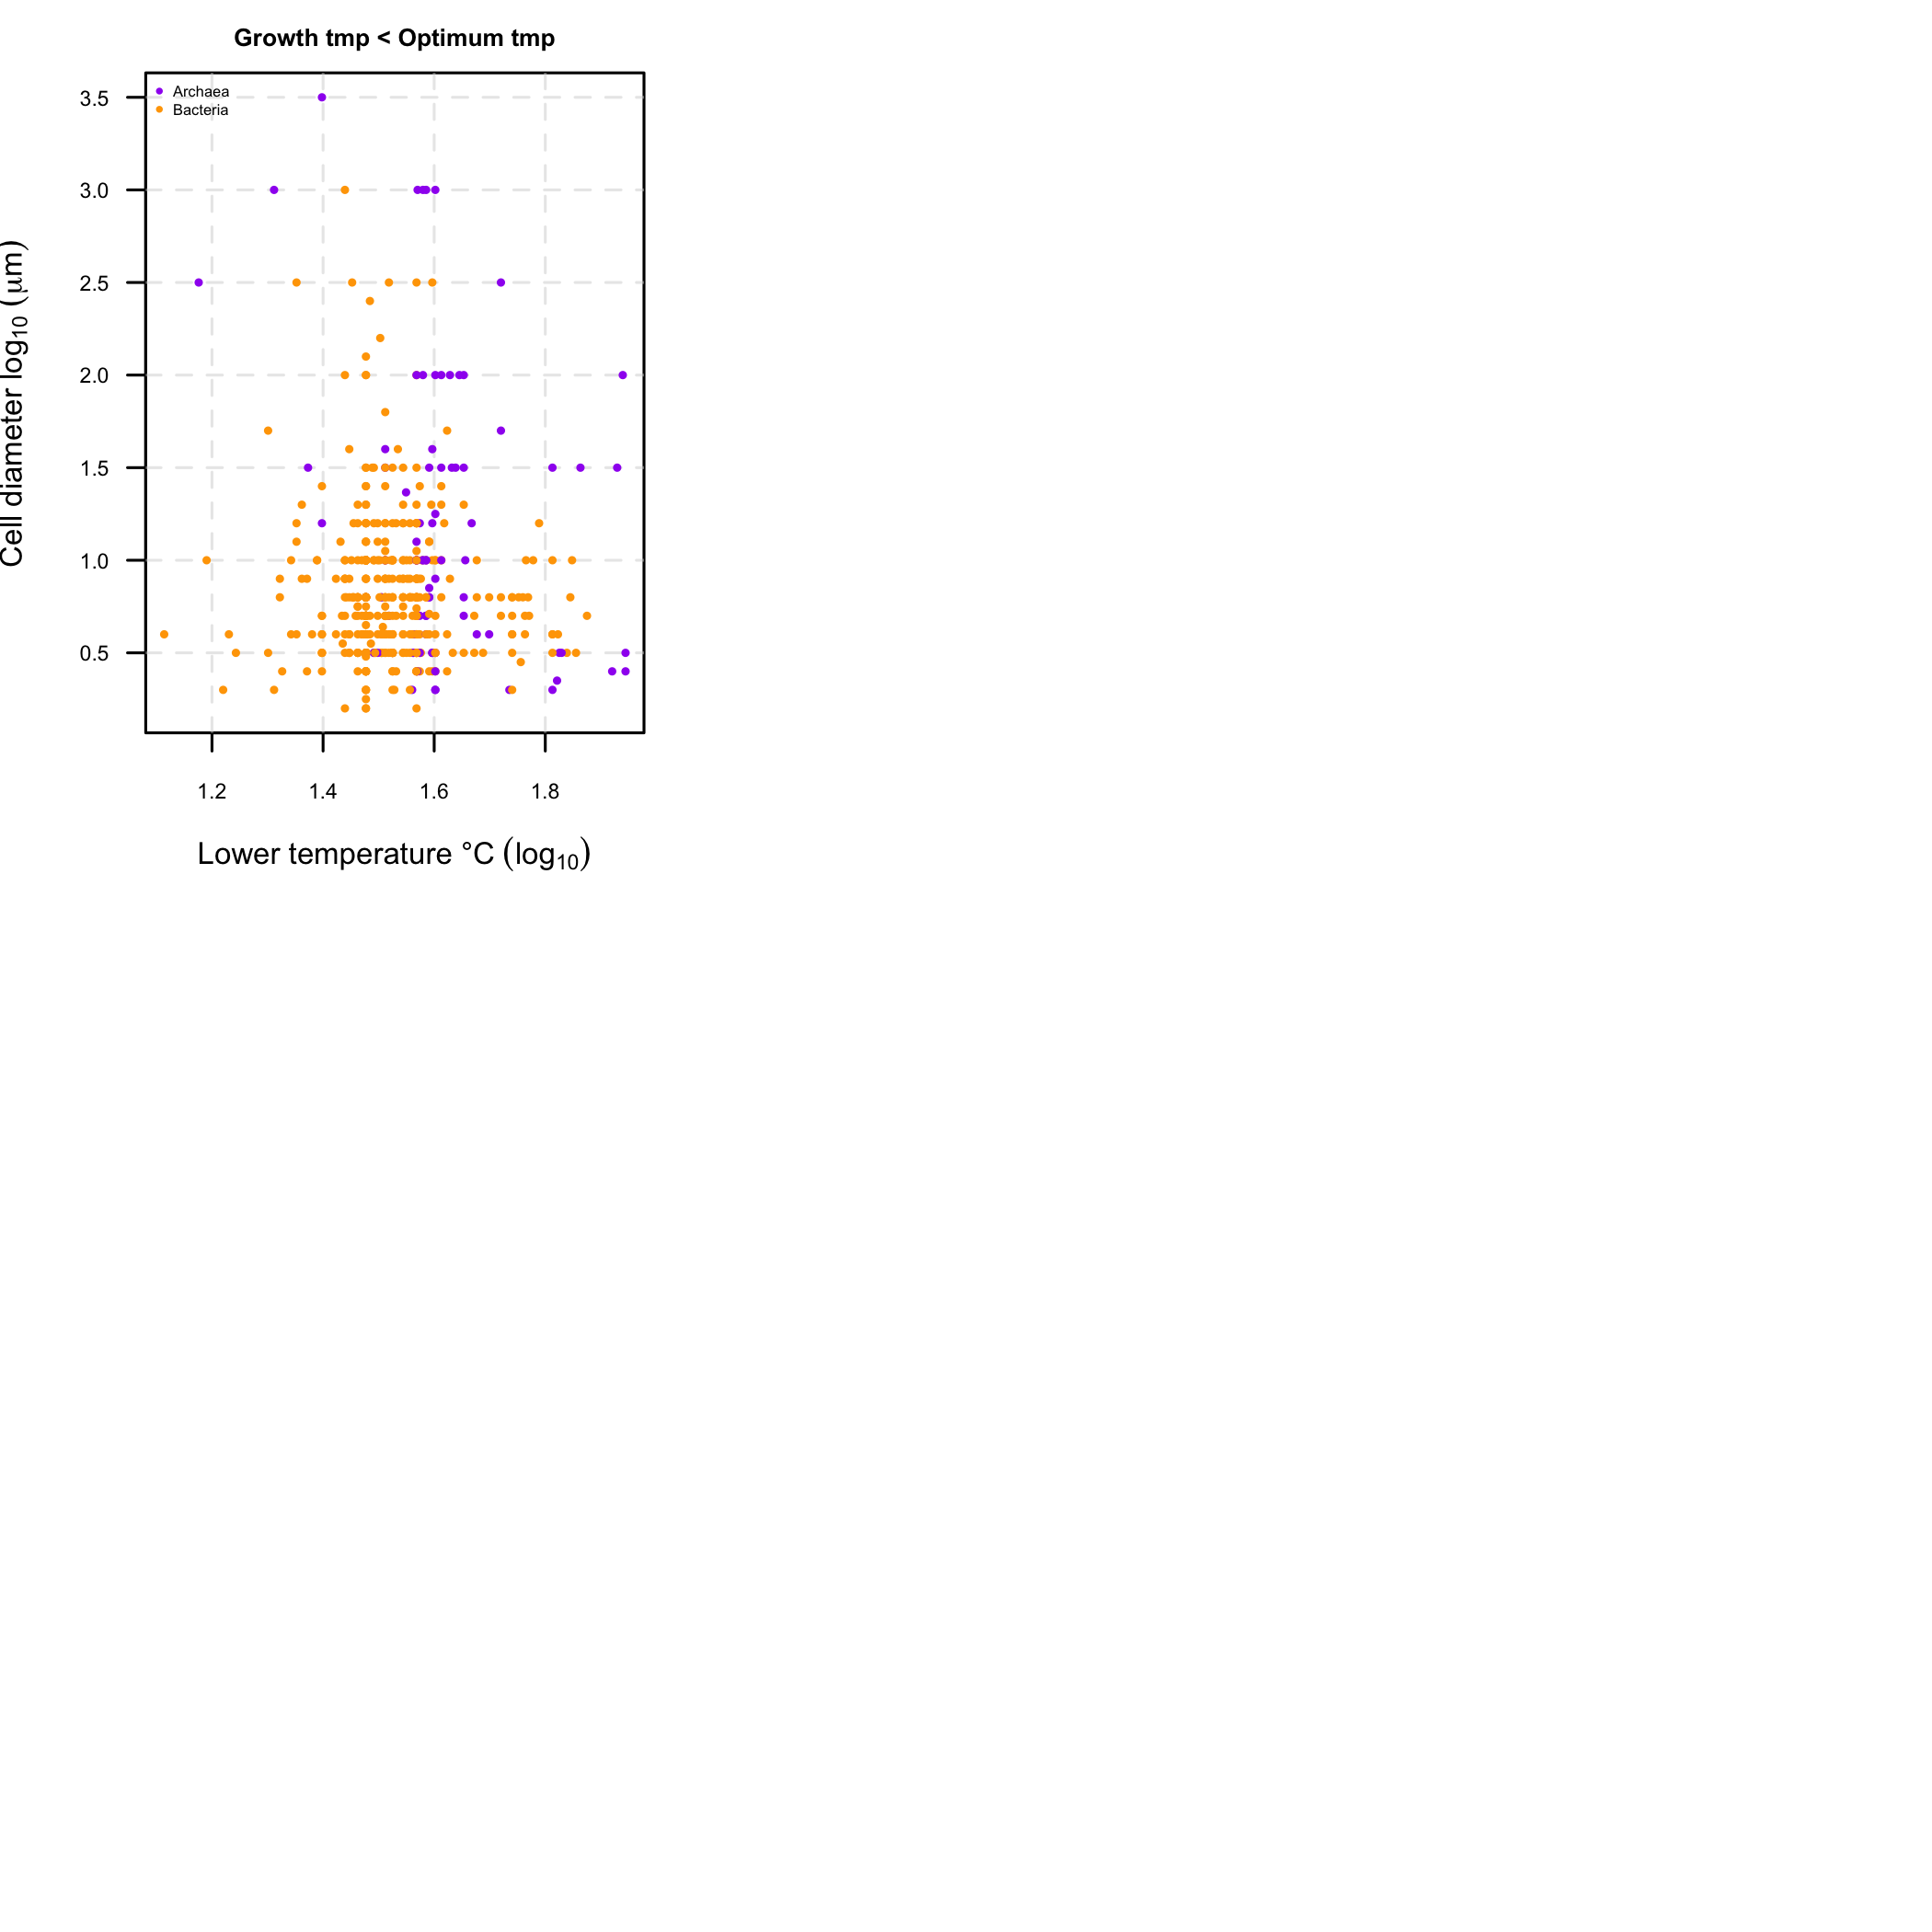 Growth tmp < Optimum tmp
Archaea
Bacteria
3.5
3.0
2.5
2.0
1.5
1.0
0.5
Cell diameter log₁₀ (μm)
1.2 1.4 1.6 1.8
Lower temperature °C (log₁₀)